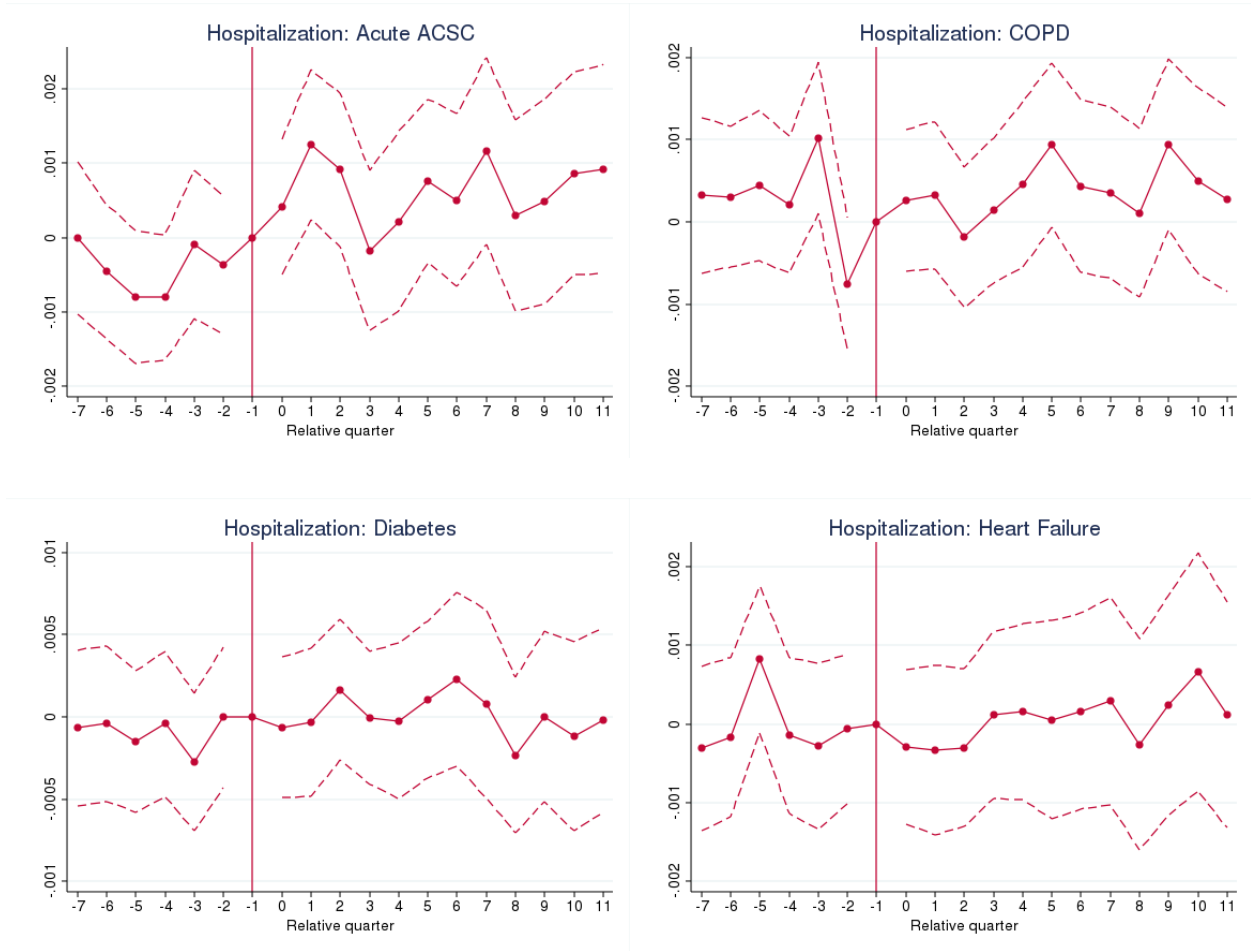 Hospitalization: Acute ACSC
.002
.001
0
-.001
-.002
-7 -6 -5 -4 -3 -2 -1 0 1 2 3 4 5 6 7 8 9 10 11
Relative quarter
Hospitalization: COPD
.002
.001
0
-.001
-.002
-7 -6 -5 -4 -3 -2 -1 0 1 2 3 4 5 6 7 8 9 10 11
Relative quarter
Hospitalization: Diabetes
.001
.0005
0
-.0005
-.001
-7 -6 -5 -4 -3 -2 -1 0 1 2 3 4 5 6 7 8 9 10 11
Relative quarter
Hospitalization: Heart Failure
.002
.001
0
-.001
-.002
-7 -6 -5 -4 -3 -2 -1 0 1 2 3 4 5 6 7 8 9 10 11
Relative quarter